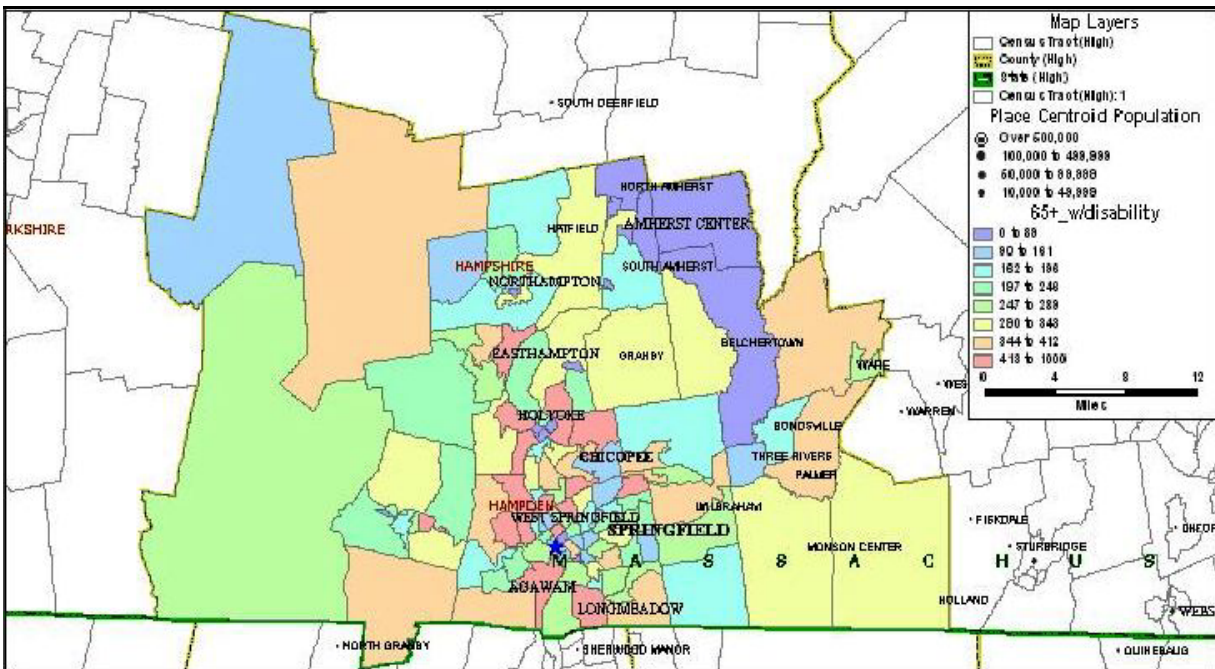 Map Layers
Census Tract (High)
County (High)
State (High)
Census Tract (High): 1
Place Centroid Population
Over 500,000
100,000 to 499,999
50,000 to 99,999
10,000 to 49,999
65+_w/disability
0 to 89
90 to 161
162 to 196
197 to 246
247 to 289
290 to 343
344 to 412
413 to 1000
0 4 8 12
Miles
SOUTH DEERFIELD
NORTH AMHERST
AMHERST CENTER
HATFIELD
RKSHIRE
HAMPSHIRE
SOUTH AMHERST
NORTHAMPTON
EASTHAMPTON
GRANBY
BELCHERTOWN
WARE
WES
WARREN
HOLYOKE
BONDSVILLE
CHICOPEE
THREE RIVERS
PALMER
HAMPDEN
WILBRAHAM
WEST SPRINGFIELD
SPRINGFIELD
FISKDALE
MONSON CENTER
STURBRIDGE
M A S S A C H U S
AGAWAM
HOLLAND
LONGMEADOW
WEBS
NORTH GRANBY
SHERWOOD MANOR
QUINEBAUG